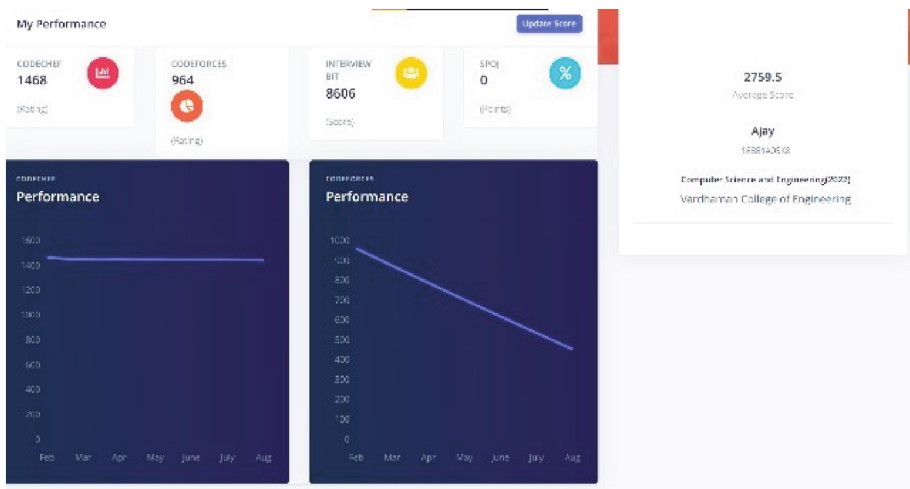 My Performance
Update Score
CODECHEF
1468
(Rating)
CODEFORCES
964
(Rating)
INTERVIEW
BIT
8606
(Score)
SPOJ
0
(Points)
2759.5
Average Score
Ajay
Computer Science and Engineering(2022)
Vardhaman College of Engineering
CODECHEF
Performance
1600
1400
1200
1000
800
600
400
200
0
Feb Mar Apr May June July Aug
CODEFORCES
Performance
1000
900
800
700
600
500
400
300
200
100
0
Feb Mar Apr May June July Aug